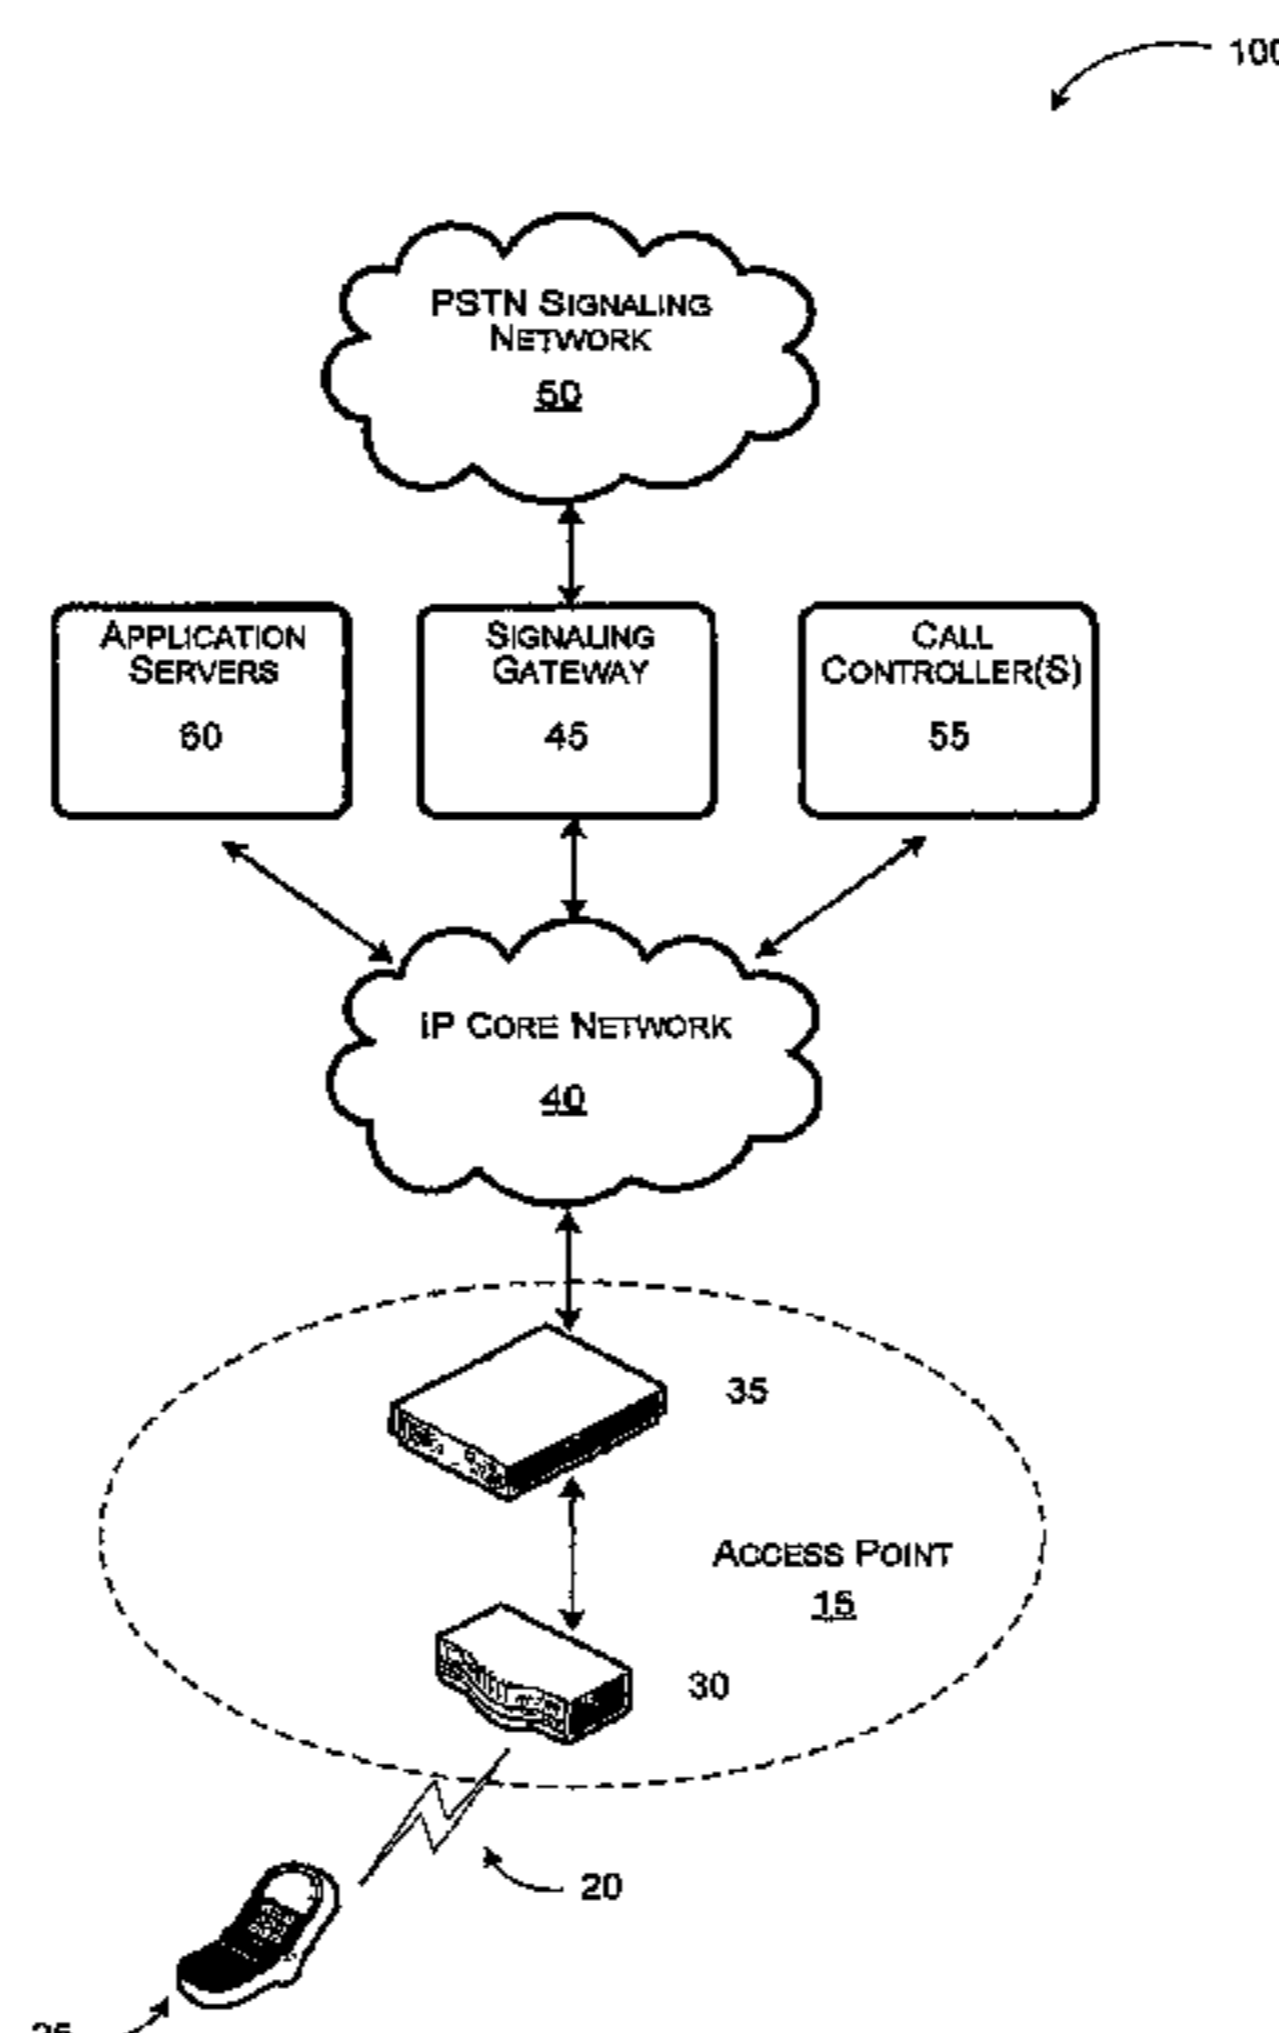 100
PSTN SIGNALING
NETWORK
50
APPLICATION
SERVERS
60
SIGNALING
GATEWAY
45
CALL
CONTROLLER(S)
55
IP CORE NETWORK
40
35
ACCESS POINT
15
30
20